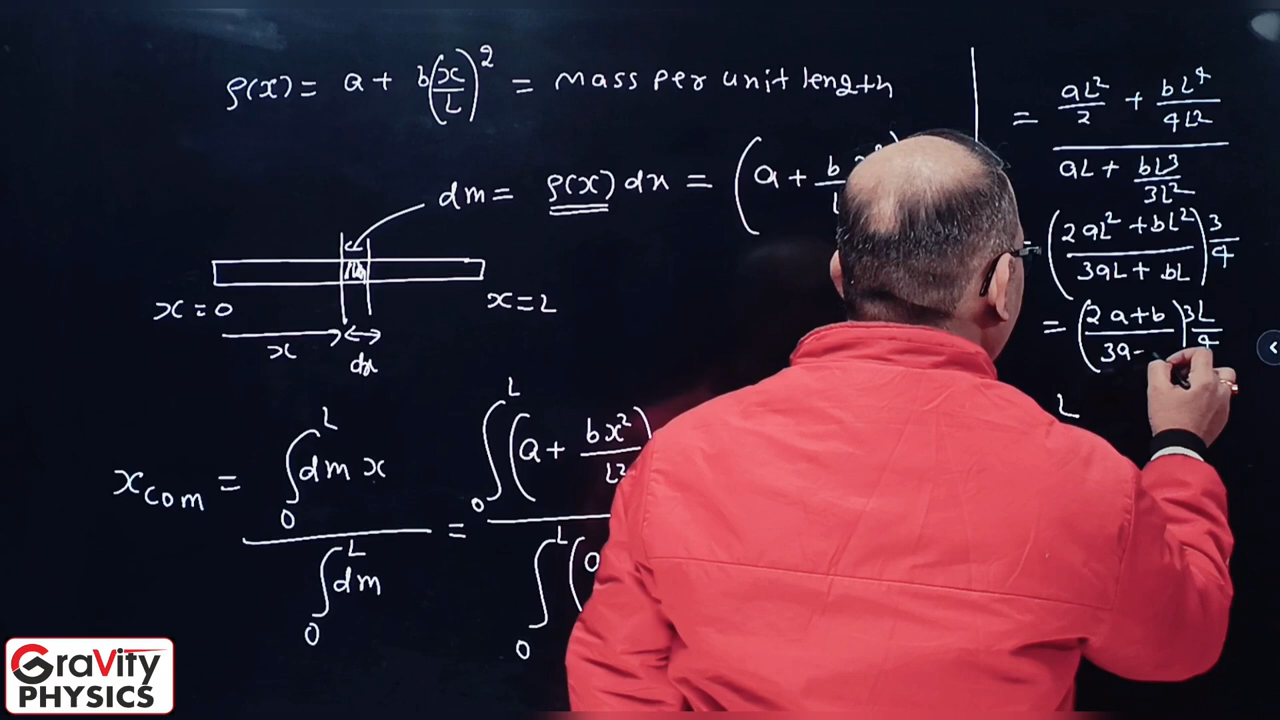 ρ(x) = a + b(x/L)² = mass per unit length
dm = ρ(x) dx = (a + b
x=0
x=L
x
dx
x com = ∫₀ᴸ dm x / ∫₀ᴸ dm = ∫₀ᴸ (a + bx²/L²) / ∫₀ᴸ (a
= (aL²/2 + bL⁴/4L²) / (aL + bL³/3L²)
= ((2aL² + bL²) / (3aL + bL)) 3/4
= ((2a+b) / (3a-)) 3L/4
L
GraVity
PHYSICS